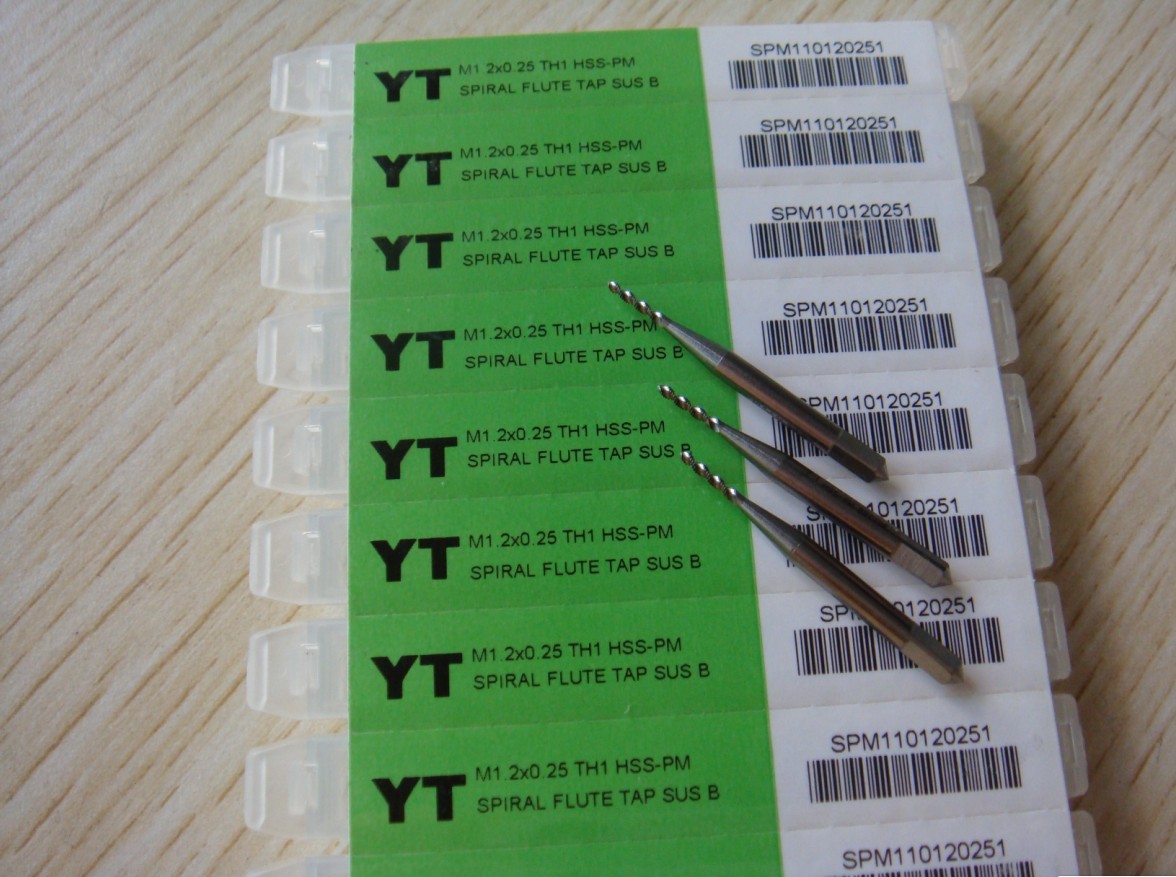 YT M1.2x0.25 TH1 HSS-PM SPM110120251
SPIRAL FLUTE TAP SUS B
YT M1.2x0.25 TH1 HSS-PM SPM110120251
SPIRAL FLUTE TAP SUS B
YT M1.2x0.25 TH1 HSS-PM SPM110120251
SPIRAL FLUTE TAP SUS B
YT M1.2x0.25 TH1 HSS-PM SPM110120251
SPIRAL FLUTE TAP SUS B
YT M1.2x0.25 TH1 HSS-PM SPM110120251
SPIRAL FLUTE TAP SUS B
YT M1.2x0.25 TH1 HSS-PM
SPIRAL FLUTE TAP SUS B
YT M1.2x0.25 TH1 HSS-PM
SPIRAL FLUTE TAP SUS B
YT M1.2x0.25 TH1 HSS-PM SPM110120251
SPIRAL FLUTE TAP SUS B
SPM110120251